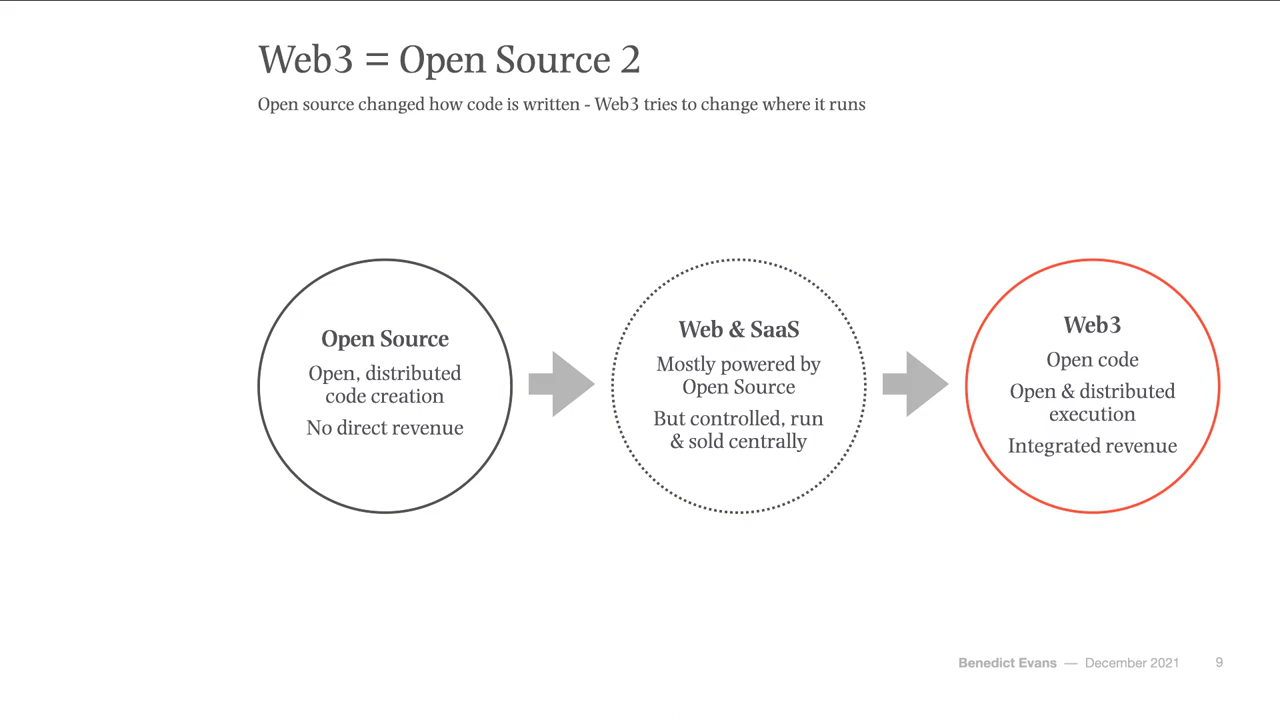 Web3 = Open Source 2
Open source changed how code is written - Web3 tries to change where it runs
Open Source
Open, distributed
code creation
No direct revenue
Web & SaaS
Mostly powered by
Open Source
But controlled, run
& sold centrally
Web3
Open code
Open & distributed
execution
Integrated revenue
Benedict Evans — December 2021 9